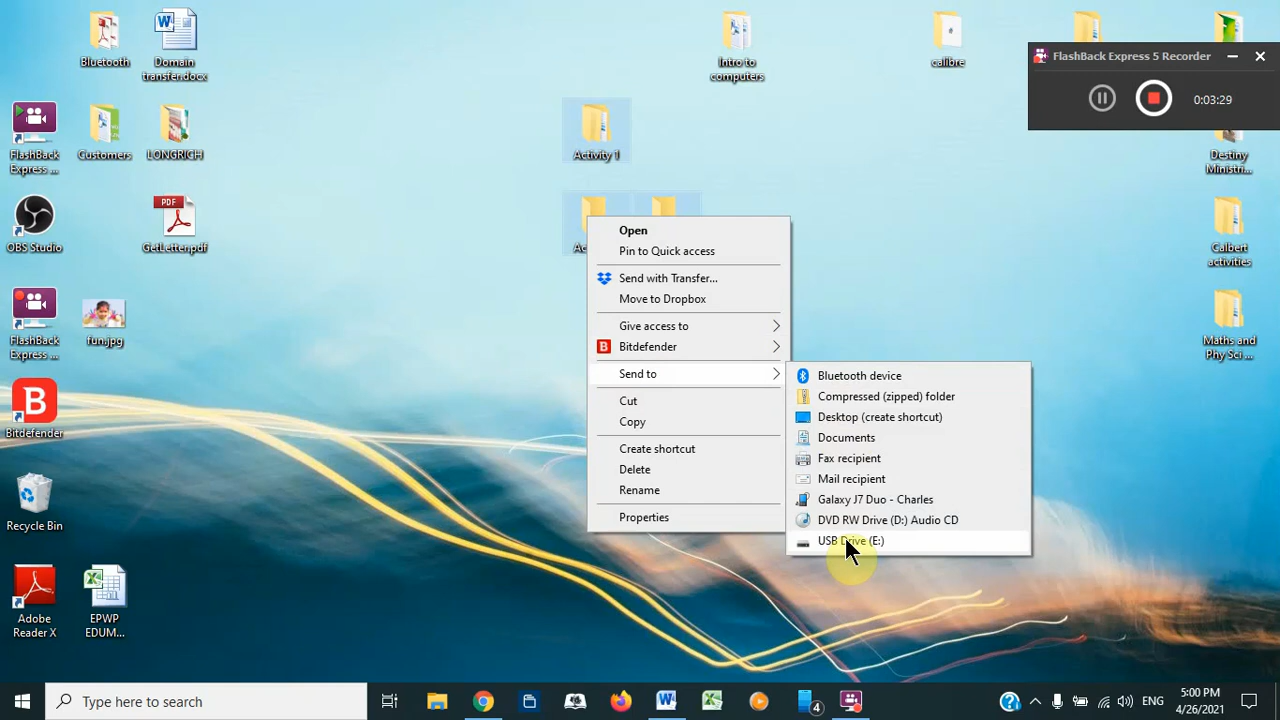 Bluetooth
Domain
transfer.docx
Intro to
computers
calibre
FlashBack Express 5 Recorder
0:03:29
FlashBack
Express ...
Customers
LONGRICH
Activity 1
Destiny
Ministri...
OBS Studio
PDF
GetLetter.pdf
Calbert
activities
FlashBack
Express ...
fun.jpg
Maths and
Phy Sci ...
Bitdefender
Recycle Bin
Adobe
Reader X
EPWP
EDUM...
Open
Pin to Quick access
Send with Transfer...
Move to Dropbox
Give access to
Bitdefender
Send to
Cut
Copy
Create shortcut
Delete
Rename
Properties
Bluetooth device
Compressed (zipped) folder
Desktop (create shortcut)
Documents
Fax recipient
Mail recipient
Galaxy J7 Duo - Charles
DVD RW Drive (D:) Audio CD
USB Drive (E:)
Type here to search
4
ENG
5:00 PM
4/26/2021